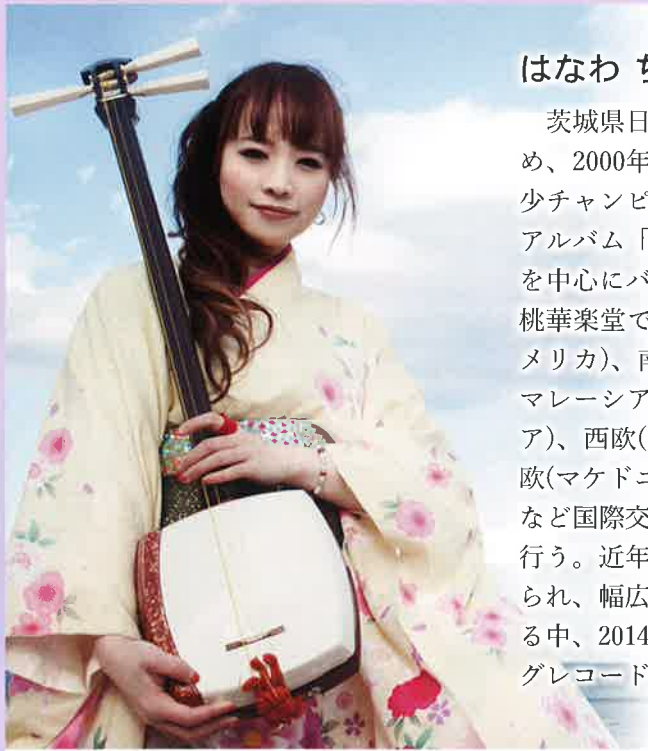 はなわ ち
茨城県日
め、2000年
少チャンピ
アルバム「
を中心にバ
桃華楽堂で
メリカ)、南
マレーシア
ア)、西欧(
欧(マケドニ
など国際交
行う。近年
られ、幅広
る中、2014
グレコード